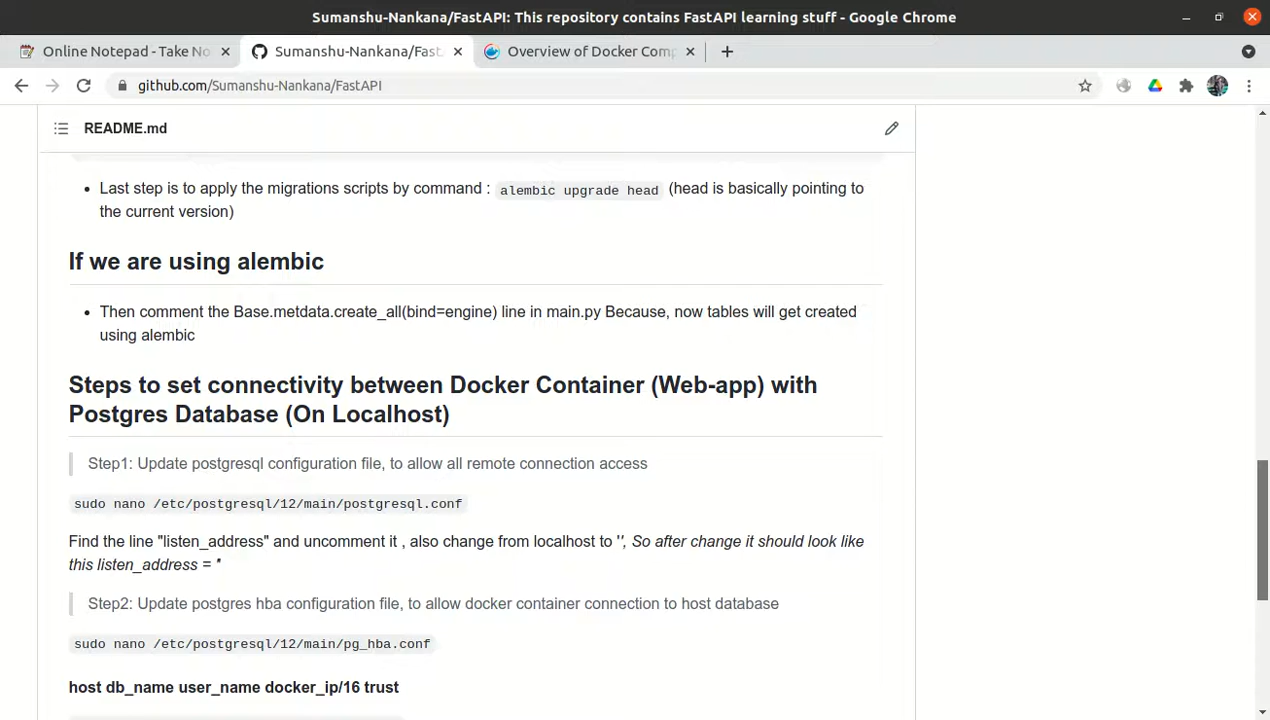 Sumanshu-Nankana/FastAPI: This repository contains FastAPI learning stuff - Google Chrome
Online Notepad - Take No
Sumanshu-Nankana/Fast
Overview of Docker Comp
github.com/Sumanshu-Nankana/FastAPI
README.md
Last step is to apply the migrations scripts by command : alembic upgrade head (head is basically pointing to
the current version)
If we are using alembic
Then comment the Base.metdata.create_all(bind=engine) line in main.py Because, now tables will get created
using alembic
Steps to set connectivity between Docker Container (Web-app) with
Postgres Database (On Localhost)
Step1: Update postgresql configuration file, to allow all remote connection access
sudo nano /etc/postgresql/12/main/postgresql.conf
Find the line "listen_address" and uncomment it , also change from localhost to '', So after change it should look like
this listen_address = ''
Step2: Update postgres hba configuration file, to allow docker container connection to host database
sudo nano /etc/postgresql/12/main/pg_hba.conf
host db_name user_name docker_ip/16 trust